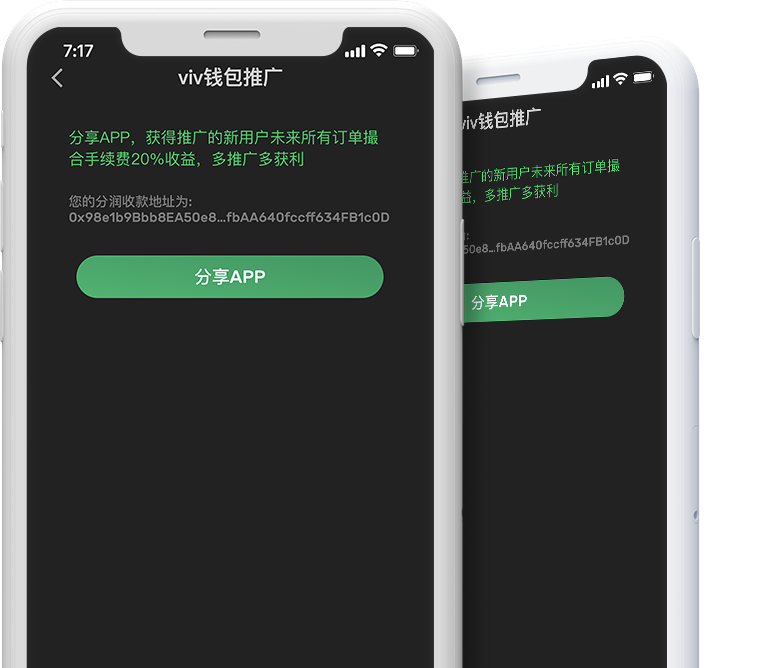 7:17
viv钱包推广
分享APP，获得推广的新用户未来所有订单撮
合手续费20%收益，多推广多获利
您的分润收款地址为:
0x98e1b9Bbb8EA50e8...fbAA640fccff634FB1c0D
分享APP
viv钱包推广
推广的新用户未来所有订单撮
益，多推广多获利
50e8...fbAA640fccff634FB1c0D
分享APP